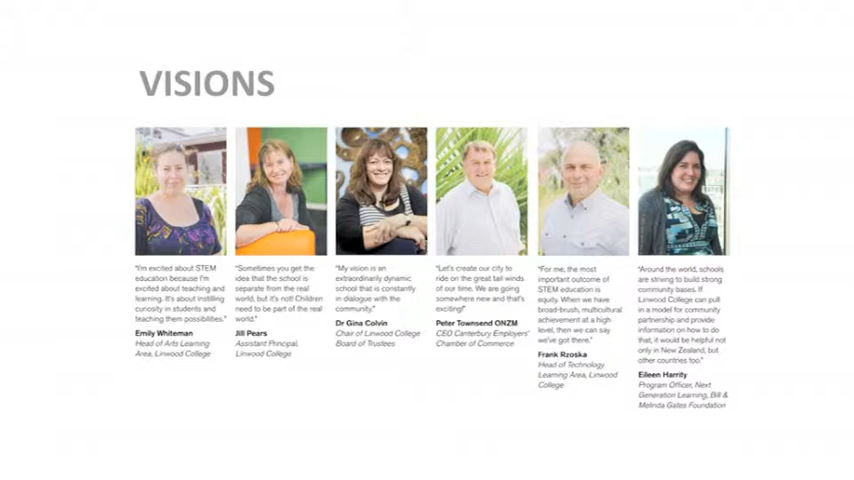 VISIONS
"I'm excited about STEM
education because I'm
excited about teaching and
learning. It's about instilling
curiosity in students and
teaching them possibilities."
Emily Whiteman
Head of Arts Learning
Area, Linwood College
"Sometimes you get the
idea that the school is
separate from the real
world, but it's not! Children
need to be part of the real
world."
Jill Pears
Assistant Principal,
Linwood College
"My vision is an
extraordinarily dynamic
school that is constantly
in dialogue with the
community."
Dr Gina Colvin
Chair of Linwood College
Board of Trustees
"Let's create our city to
ride on the great tail winds
of our time. We are going
somewhere new and that's
exciting!"
Peter Townsend ONZM
CEO Canterbury Employers'
Chamber of Commerce
"For me, the most
important outcome of
STEM education is
equity. When we have
broad-brush, multicultural
achievement at a high
level, then we can say
we've got there."
Frank Rzoska
Head of Technology
Learning Area, Linwood
College
"Around the world, schools
are striving to build strong
community bases. If
Linwood College can pull
in a model for community
partnership and provide
information on how to do
that, it would be helpful not
only in New Zealand, but
other countries too."
Eileen Harrity
Program Officer, Next
Generation Learning, Bill &
Melinda Gates Foundation